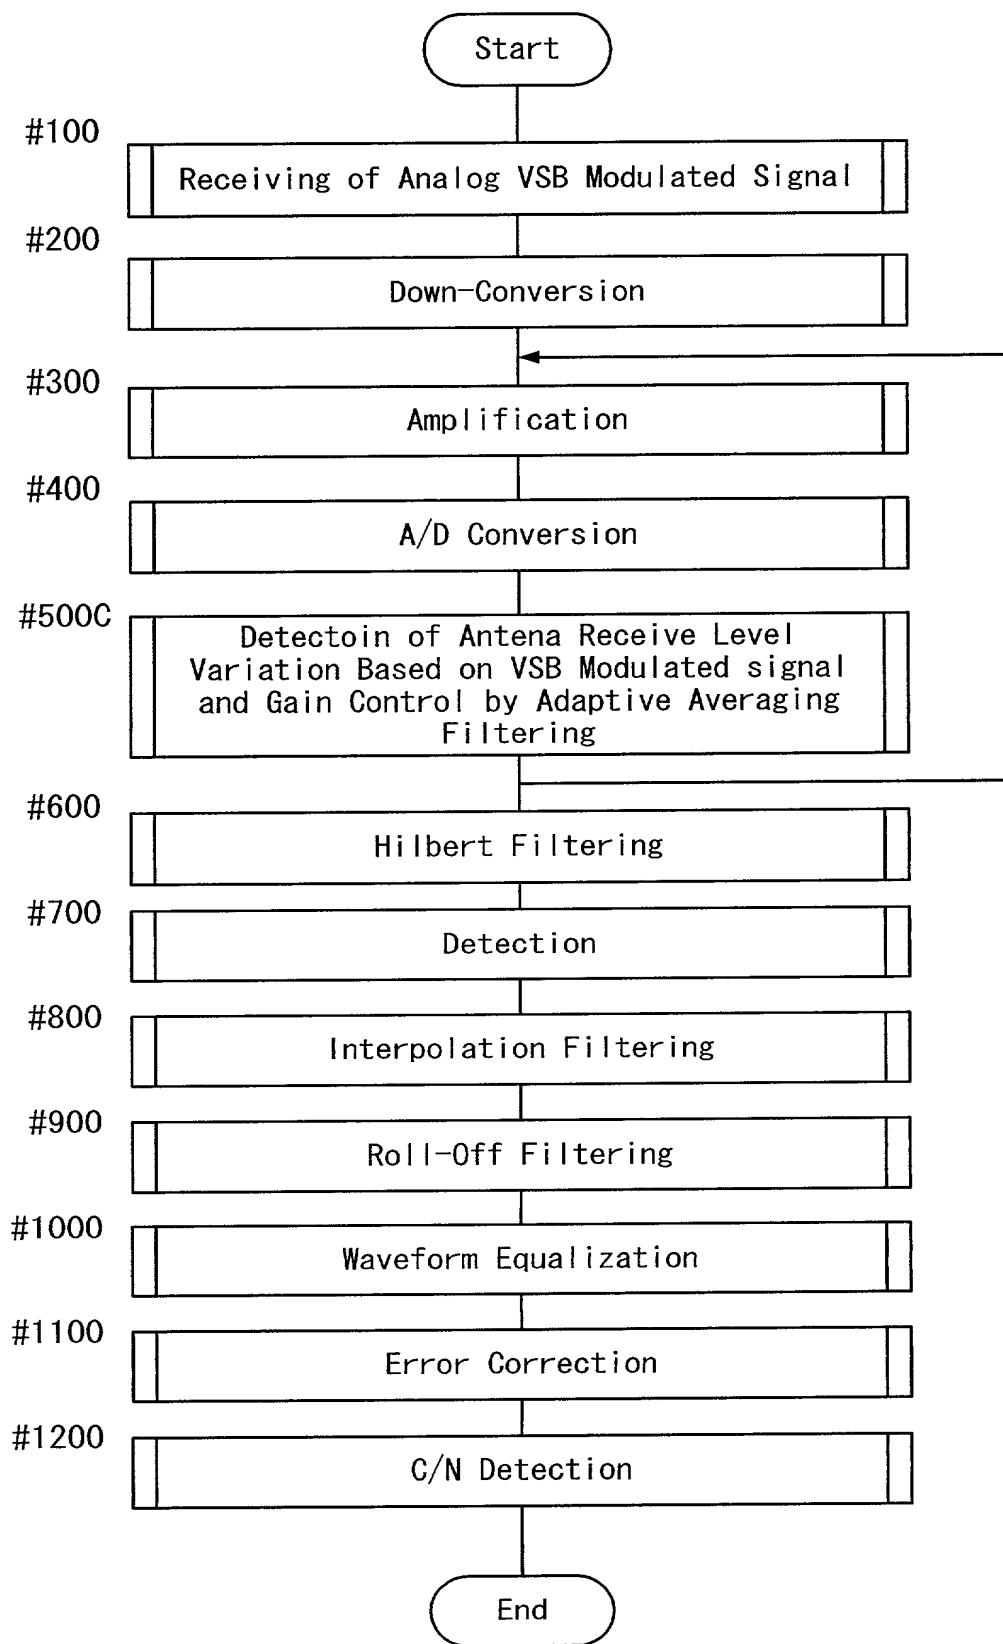 Start
#100
Receiving of Analog VSB Modulated Signal
#200
Down-Conversion
#300
Amplification
#400
A/D Conversion
#500C
Detectoin of Antena Receive Level
Variation Based on VSB Modulated signal
and Gain Control by Adaptive Averaging
Filtering
#600
Hilbert Filtering
#700
Detection
#800
Interpolation Filtering
#900
Roll-Off Filtering
#1000
Waveform Equalization
#1100
Error Correction
#1200
C/N Detection
End